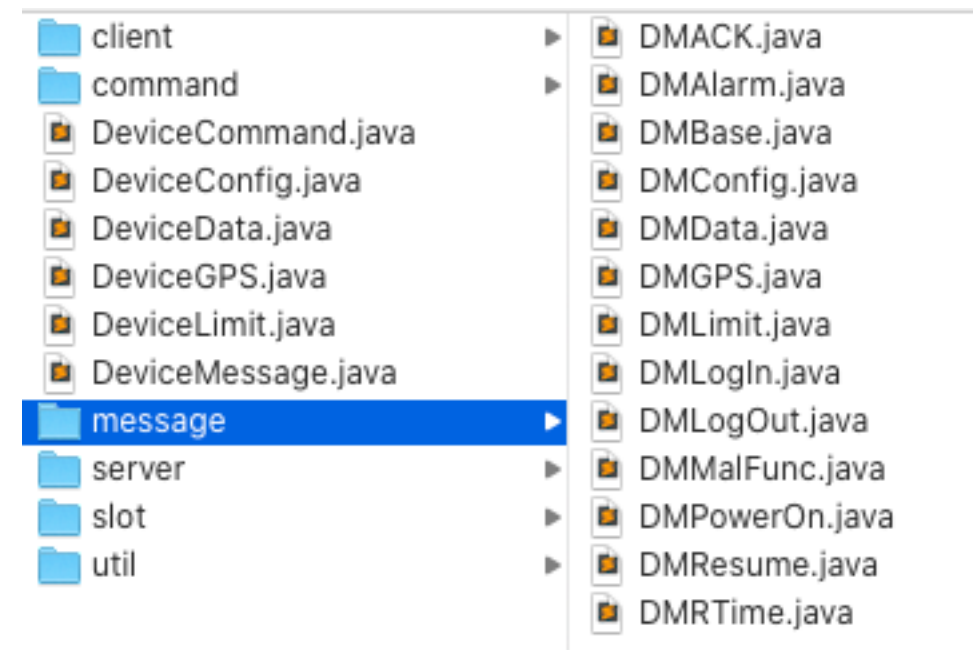 client
command
DeviceCommand.java
DeviceConfig.java
DeviceData.java
DeviceGPS.java
DeviceLimit.java
DeviceMessage.java
message
server
slot
util
DMACK.java
DMAlarm.java
DMBase.java
DMConfig.java
DMData.java
DMGPS.java
DMLimit.java
DMLogIn.java
DMLogOut.java
DMMalFunc.java
DMPowerOn.java
DMResume.java
DMRTime.java